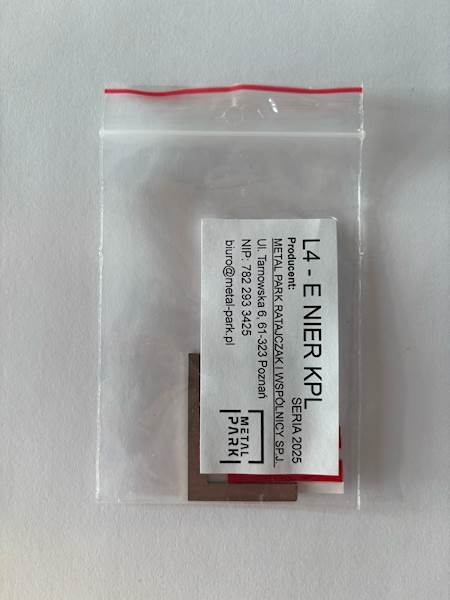 L4 - E NIER KPL
SERIA 2025
Producent:
METAL PARK RATAJCZAK I WSPÓLNICY SP.J.
Ul. Tarnowska 6, 61-323 Poznań
NIP: 782 293 3425
biuro@metal-park.pl
METAL
PARK